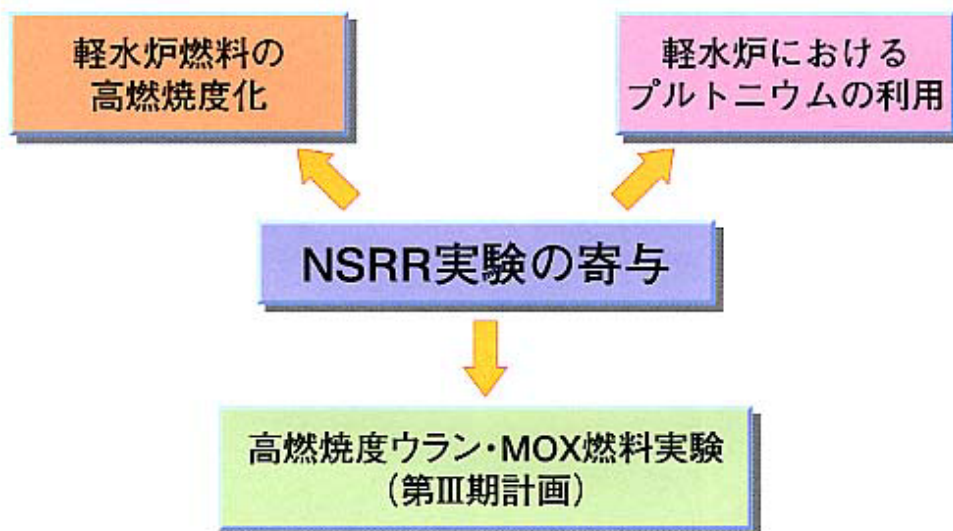 軽水炉燃料の
高燃焼度化
軽水炉における
プルトニウムの利用
NSRR実験の寄与
高燃焼度ウラン・MOX燃料実験
（第Ⅲ期計画）